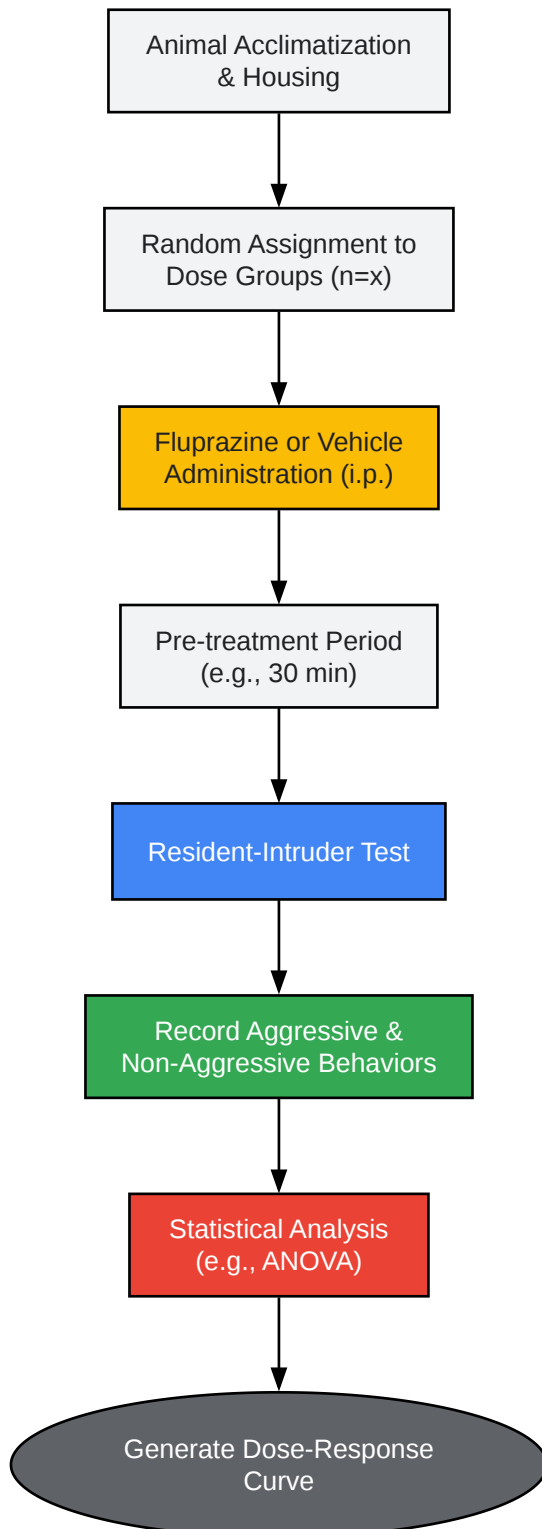 Animal Acclimatization
& Housing
Random Assignment to
Dose Groups (n=x)
Fluprazine or Vehicle
Administration (i.p.)
Pre-treatment Period
(e.g., 30 min)
Resident-Intruder Test
Record Aggressive &
Non-Aggressive Behaviors
Statistical Analysis
(e.g., ANOVA)
Generate Dose-Response
Curve